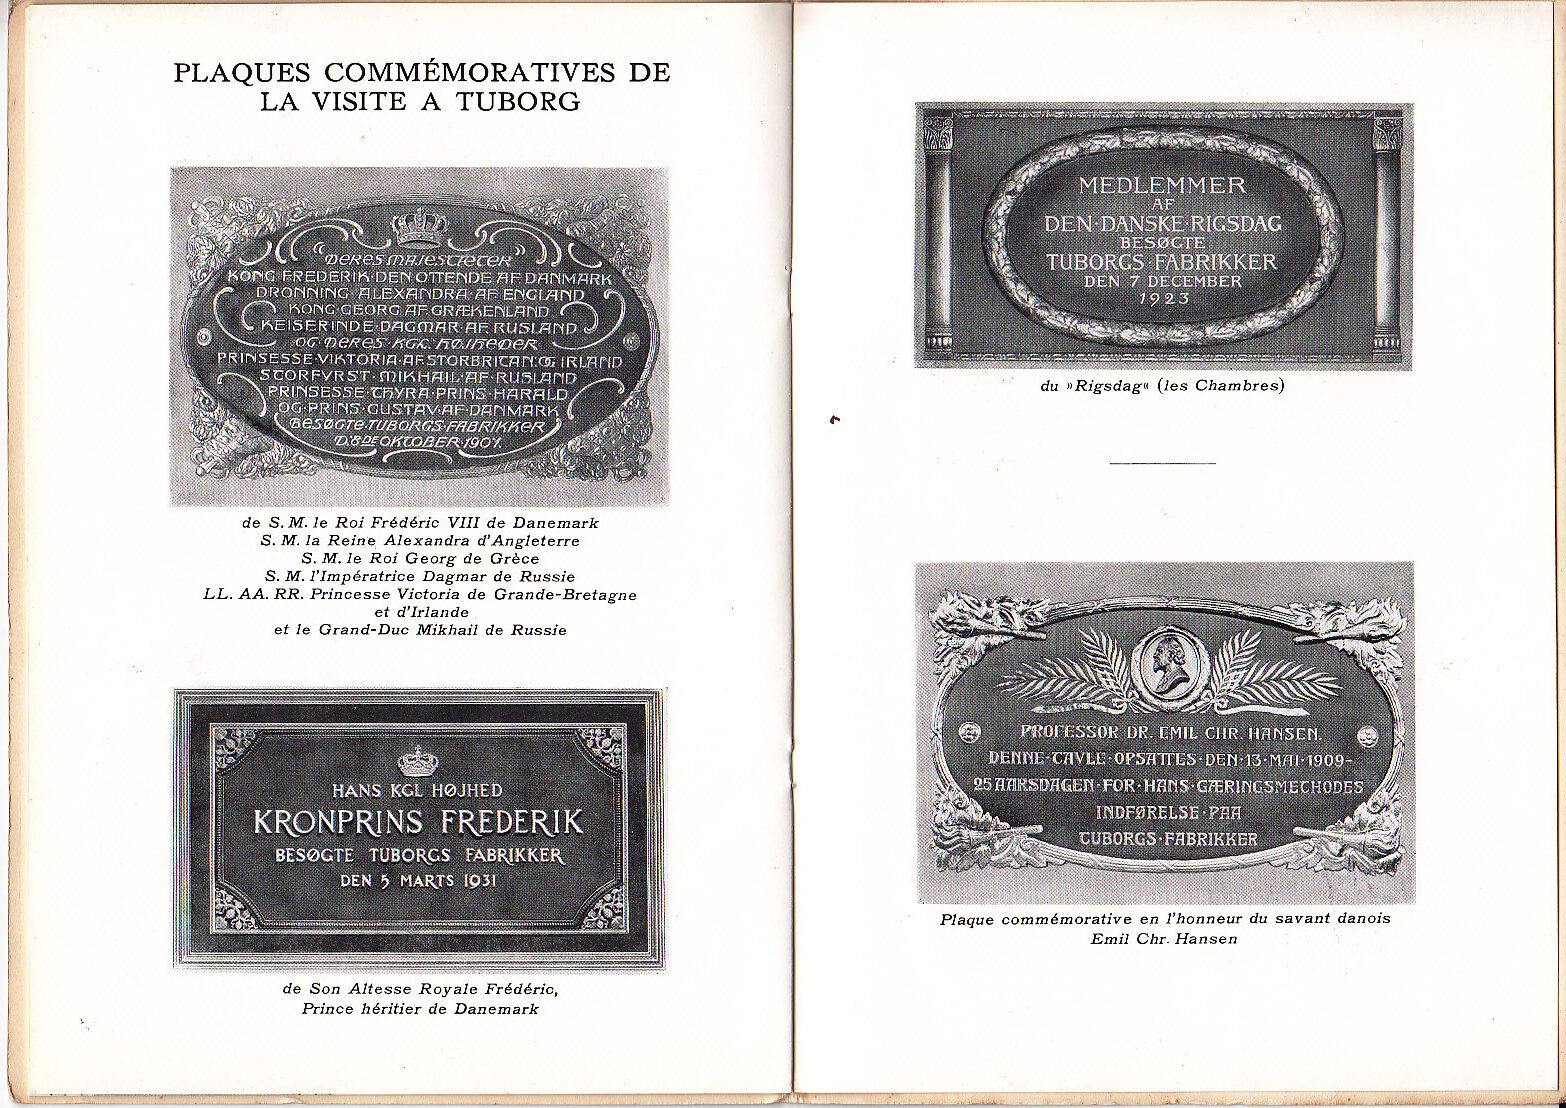 PLAQUES COMMÉMORATIVES DE
LA VISITE A TUBORG
“DERES MAJESTÆTER”
KONG FREDERIK·DEN OTTENDE AF DANMARK
DRONNING·ALEXANDRA·AF ENGLAND
KONG·GEORG AF GRÆKENLAND
KEISERINDE·DAGMAR·AF·RUSLAND
OG·DERES·KGL·HØJHEDER
PRINSESSE·VIKTORIA·AF·STORBRITAN:OG IRLAND
STORFYRST·MIKHAIL·AF·RUSLAND
PRINSESSE·THYRA·PRINS·HARALD
OG·PRINS·GUSTAV·AF·DANMARK
BESØGTE·TUBORGS·FABRIKKER
D.8DE OKTOBER·1907.
de S. M. le Roi Frédéric VIII de Danemark
S. M. la Reine Alexandra d'Angleterre
S. M. le Roi Georg de Grèce
S. M. l'Impératrice Dagmar de Russie
LL. AA. RR. Princesse Victoria de Grande-Bretagne
et d'Irlande
et le Grand-Duc Mikhail de Russie
HANS KGL HØJHED
KRONPRINS FREDERIK
BESØGTE TUBORGS FABRIKKER
DEN 5 MARTS 1931
de Son Altesse Royale Frédéric,
Prince héritier de Danemark
MEDLEMMER
AF
DEN·DANSKE·RIGSDAG
BESØGTE
TUBORGS·FABRIKKER
DEN 7 DECEMBER
1923
du »Rigsdag« (les Chambres)
PROFESSOR DR. EMIL CHR. HANSEN.
DENNE·TAVLE·OPSATTES·DEN·13·MAI·1909-
25 AARSDAGEN·FOR·HANS·GÆRINGSMETHODES
INDFØRELSE·PAA
TUBORGS·FABRIKKER
Plaque commémorative en l'honneur du savant danois
Emil Chr. Hansen